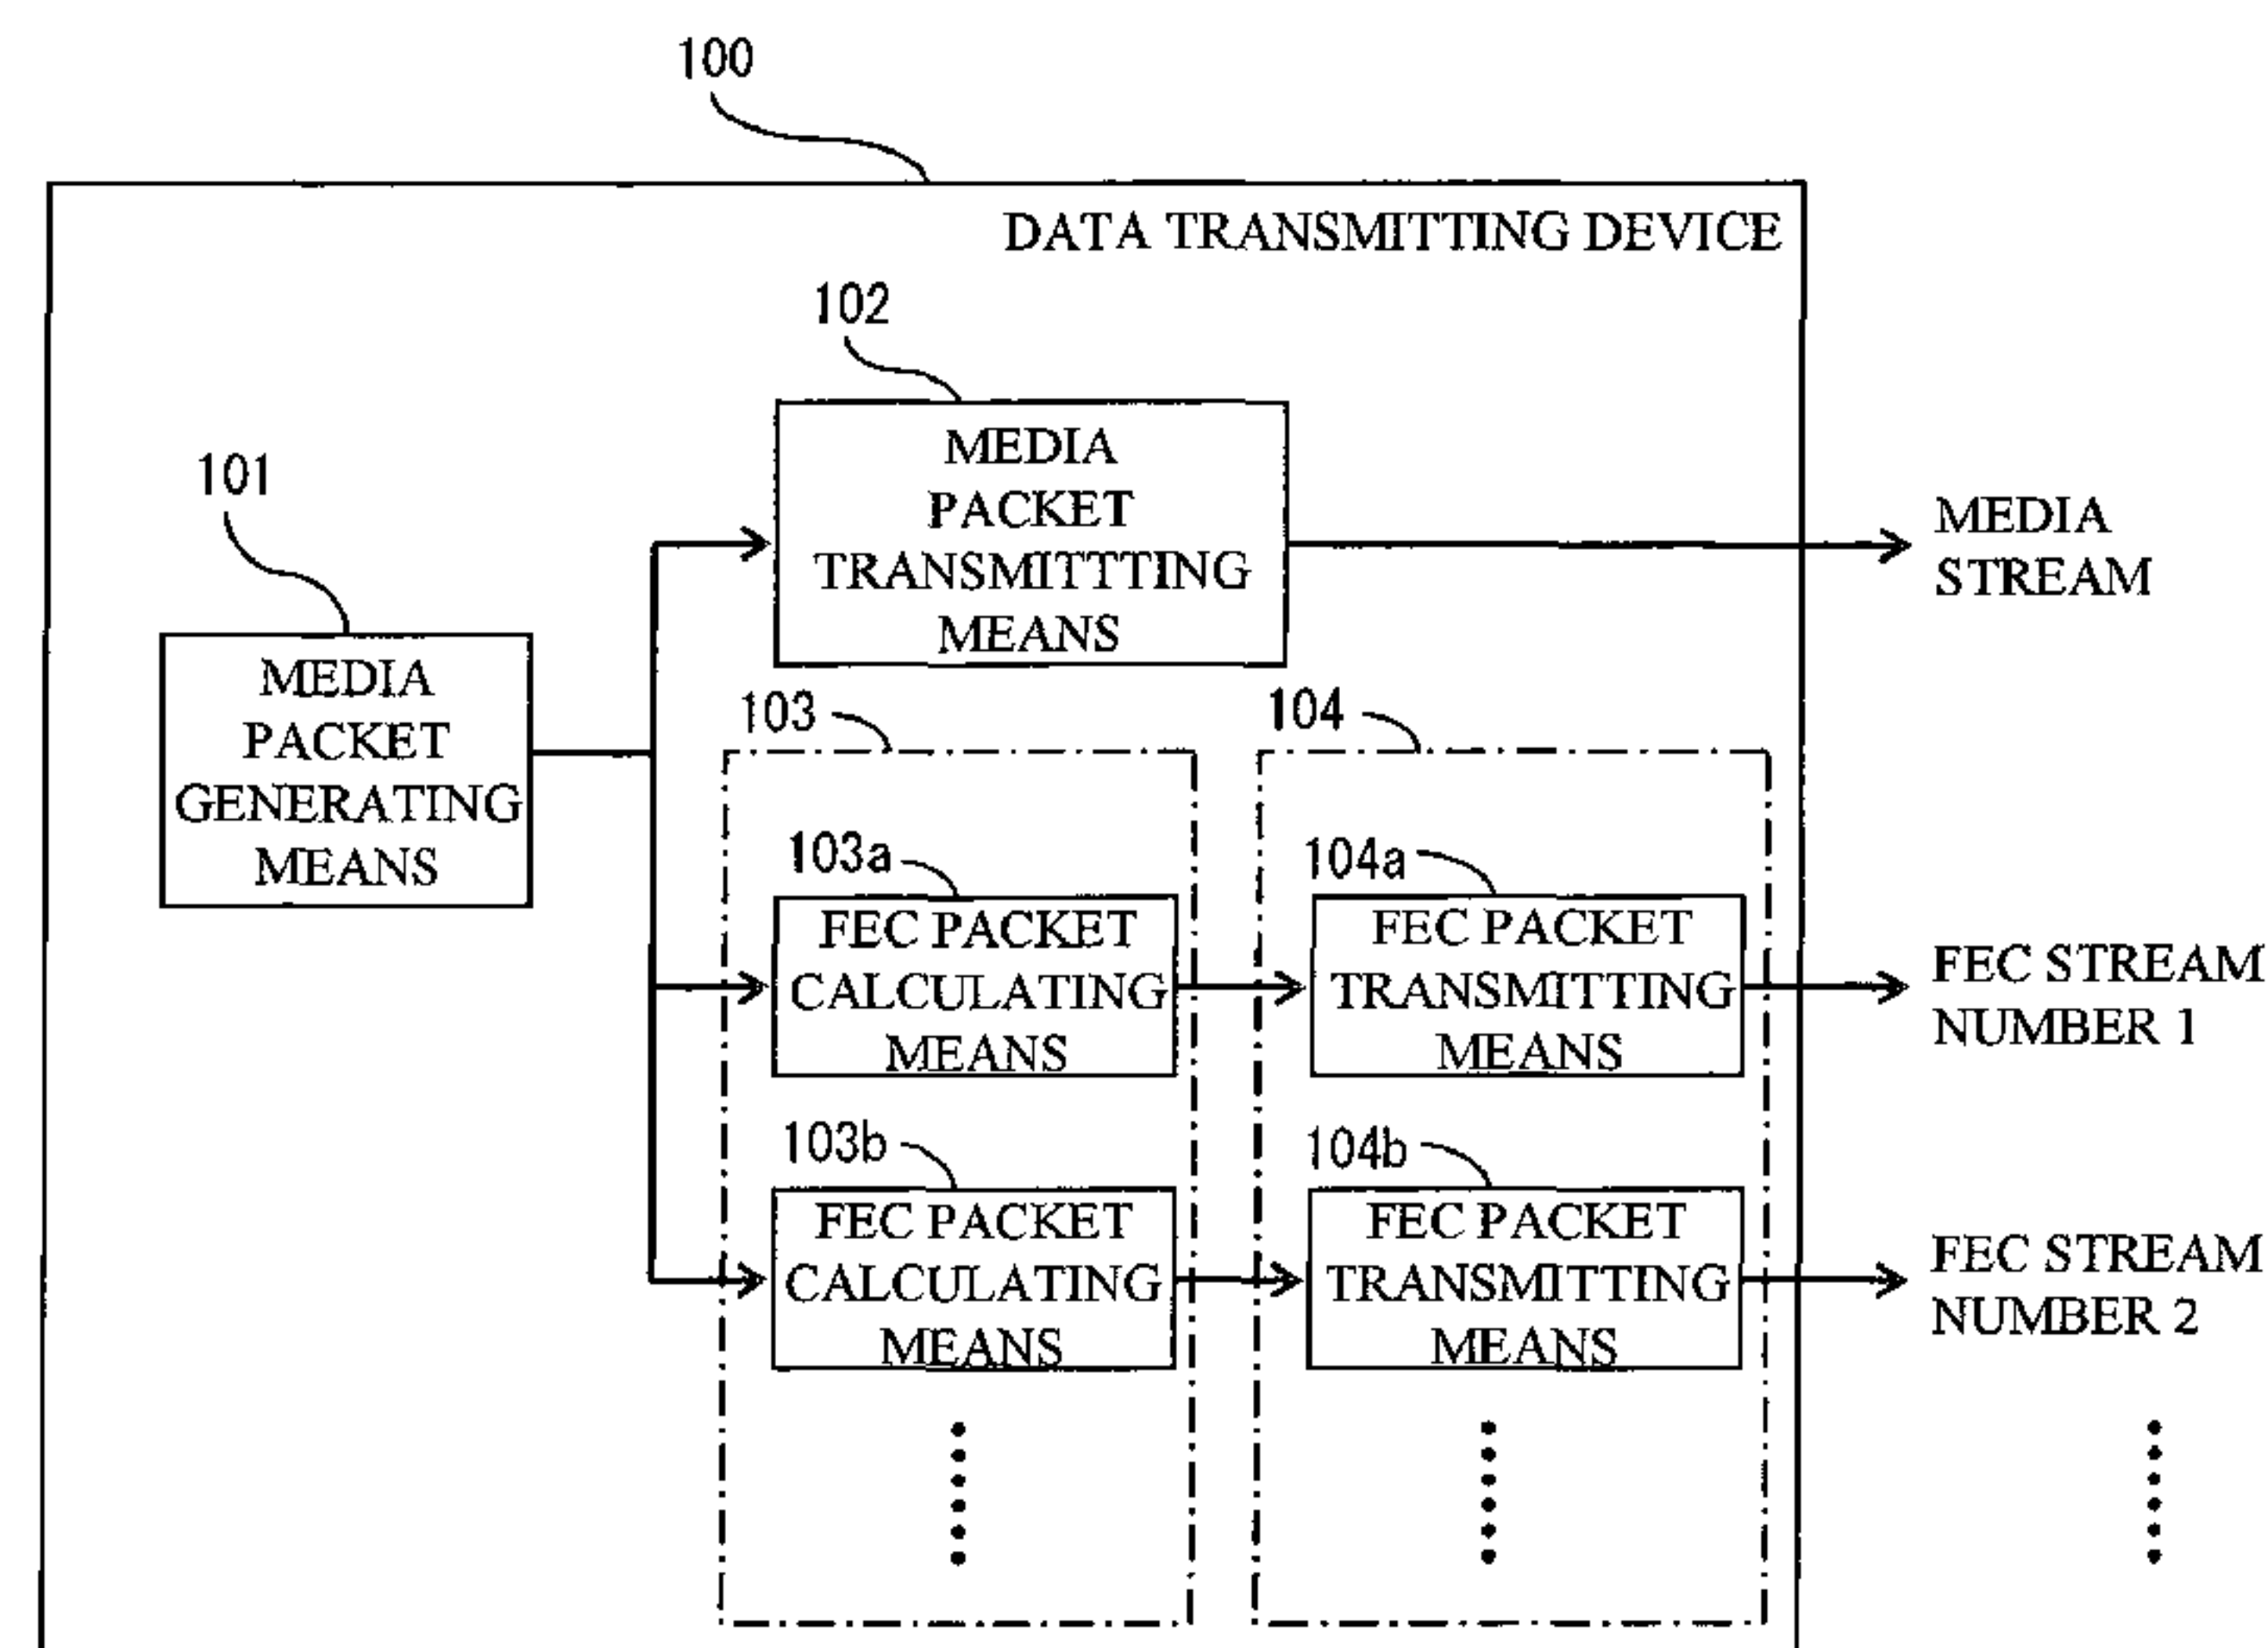 100
DATA TRANSMITTING DEVICE
102
MEDIA
PACKET
TRANSMITTTING
MEANS
MEDIA
STREAM
101
MEDIA
PACKET
GENERATING
MEANS
103
104
103a
FEC PACKET
CALCULATING
MEANS
104a
FEC PACKET
TRANSMITTING
MEANS
FEC STREAM
NUMBER 1
103b
FEC PACKET
CALCULATING
MEANS
104b
FEC PACKET
TRANSMITTING
MEANS
FEC STREAM
NUMBER 2